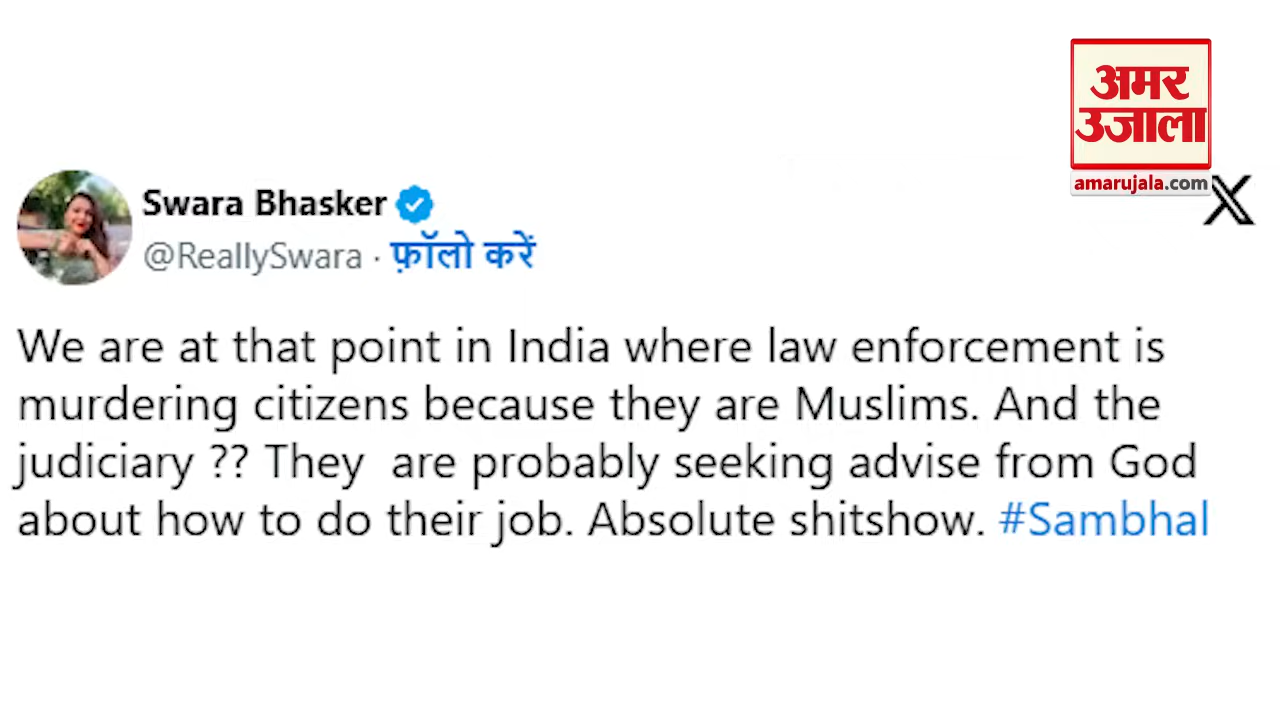 अमर
उजाला
amarujala.com
Swara Bhasker
@ReallySwara · फ़ॉलो करें
We are at that point in India where law enforcement is
murdering citizens because they are Muslims. And the
judiciary ?? They  are probably seeking advise from God
about how to do their job. Absolute shitshow. #Sambhal